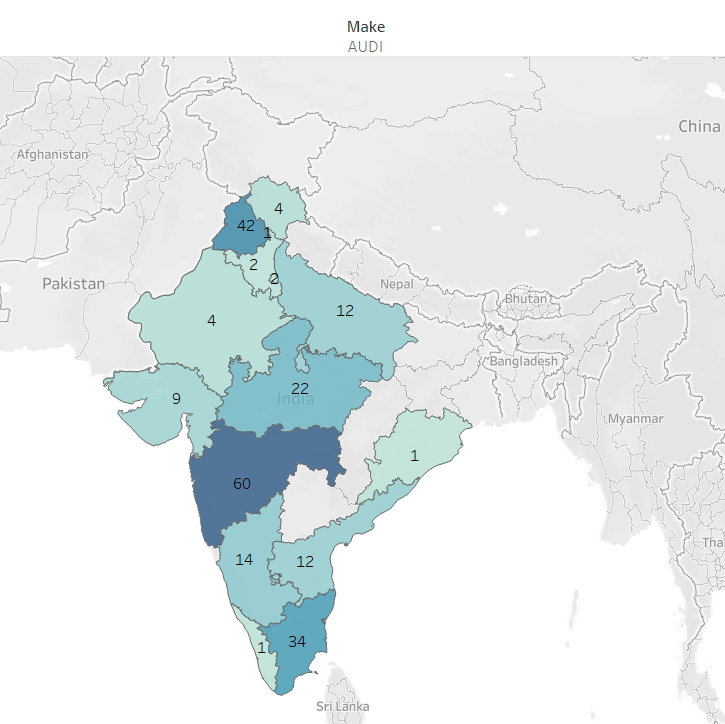 Make
AUDI
China
Afghanistan
4
42
1
2
2
Pakistan
Nepal
Bhutan
12
4
Bangladesh
22
India
9
Myanmar
1
60
Tha
14
12
34
1
Sri Lanka